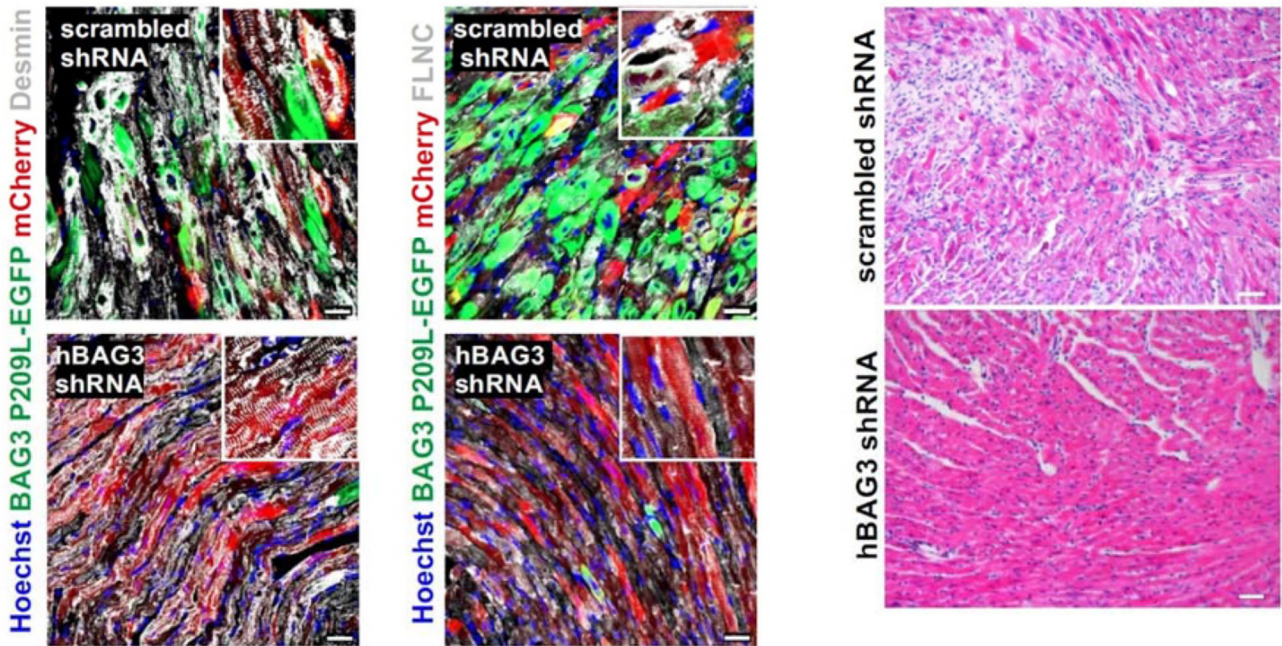 Hoechst BAG3 P209L-EGFP mCherry Desmin
scrambled
shRNA
hBAG3
shRNA
Hoechst BAG3 P209L-EGFP mCherry FLNC
scrambled
shRNA
hBAG3
shRNA
scrambled shRNA
hBAG3 shRNA